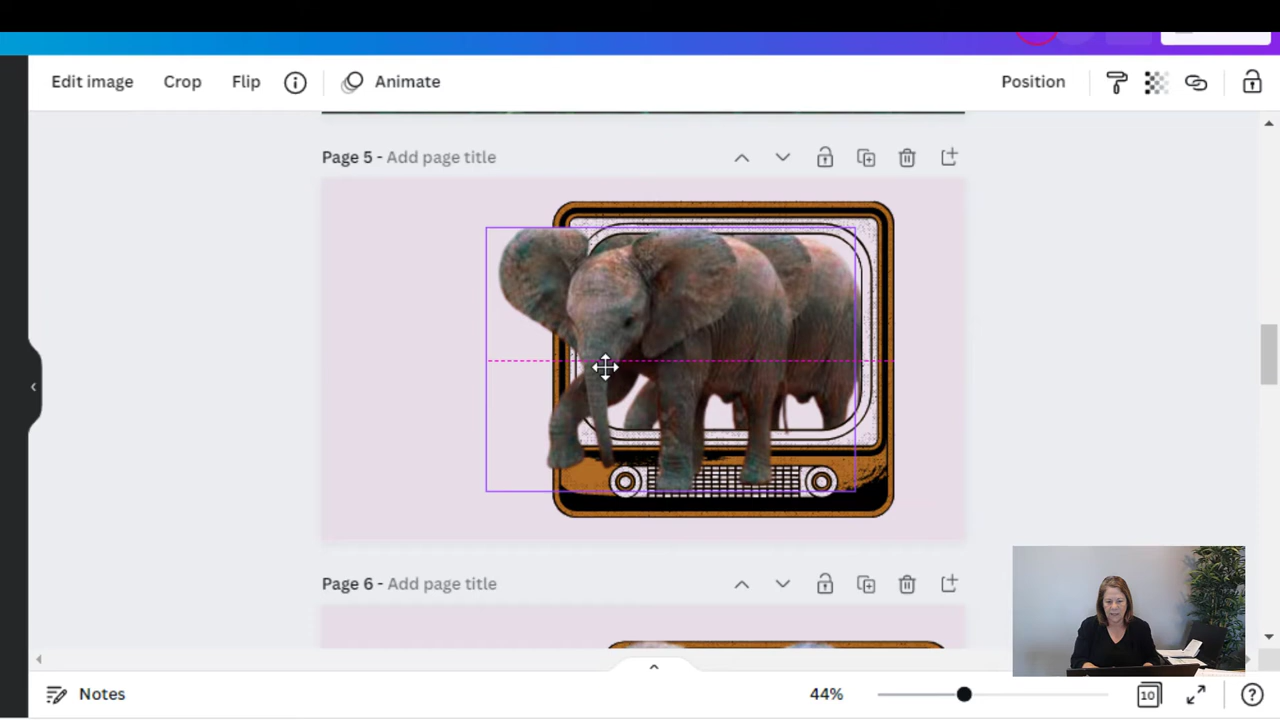 Edit image Crop Flip Animate Position
Page 5 - Add page title
Page 6 - Add page title
Notes 44% 10